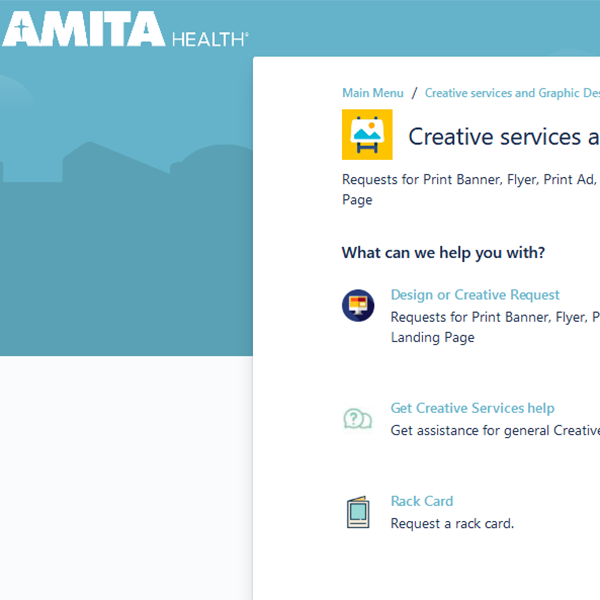 AMITA HEALTH®
Main Menu / Creative services and Graphic Des
Creative services a
Requests for Print Banner, Flyer, Print Ad,
Page
What can we help you with?
Design or Creative Request
Requests for Print Banner, Flyer, P
Landing Page
Get Creative Services help
Get assistance for general Creative
Rack Card
Request a rack card.